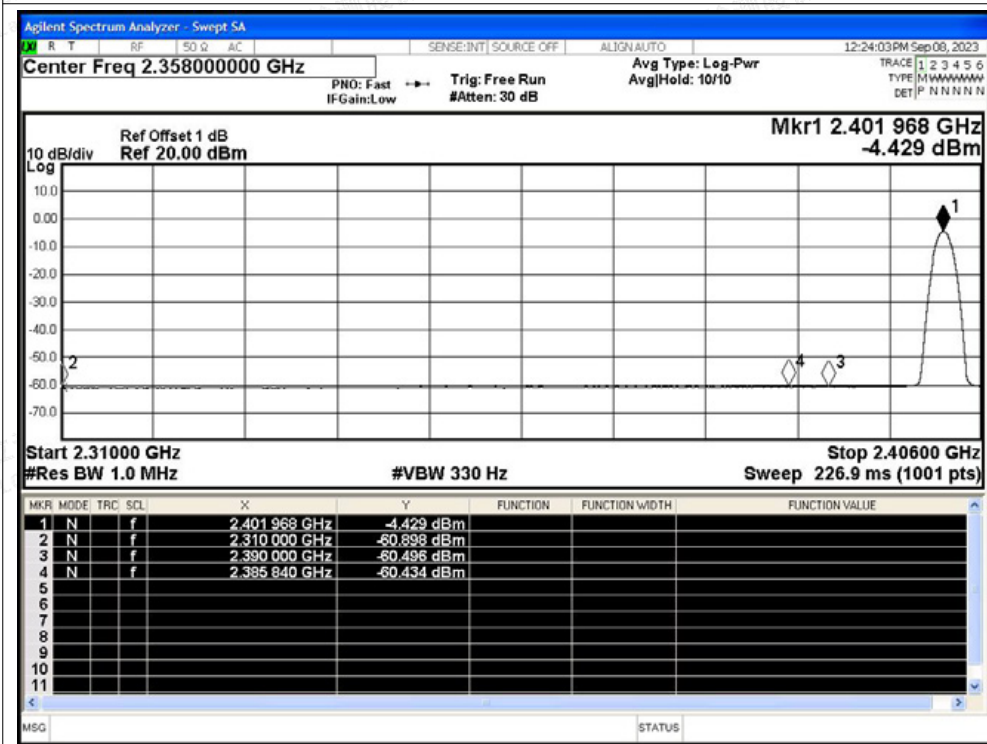 Agilent Spectrum Analyzer - Swept SA
LXI R T RF 50 Ω AC SENSE:INT SOURCE OFF ALIGN AUTO 12:24:03 PM Sep 08, 2023
Center Freq 2.358000000 GHz
PNO: Fast Trig: Free Run Avg Type: Log-Pwr TRACE 1 2 3 4 5 6
IFGain:Low #Atten: 30 dB Avg|Hold: 10/10 TYPE M WWWWW
DET P N N N N N
Ref Offset 1 dB Mkr1 2.401 968 GHz
10 dB/div Ref 20.00 dBm -4.429 dBm
Log
10.0
0.00
-10.0
-20.0
-30.0
-40.0
-50.0
-60.0
-70.0
1
2
4
3
Start 2.31000 GHz Stop 2.40600 GHz
#Res BW 1.0 MHz #VBW 330 Hz Sweep 226.9 ms (1001 pts)
MKR MODE TRC SCL X Y FUNCTION FUNCTION WIDTH FUNCTION VALUE
1 N f 2.401 968 GHz -4.429 dBm
2 N f 2.310 000 GHz -60.898 dBm
3 N f 2.390 000 GHz -60.496 dBm
4 N f 2.385 840 GHz -60.434 dBm
5
6
7
8
9
10
11
MSG STATUS